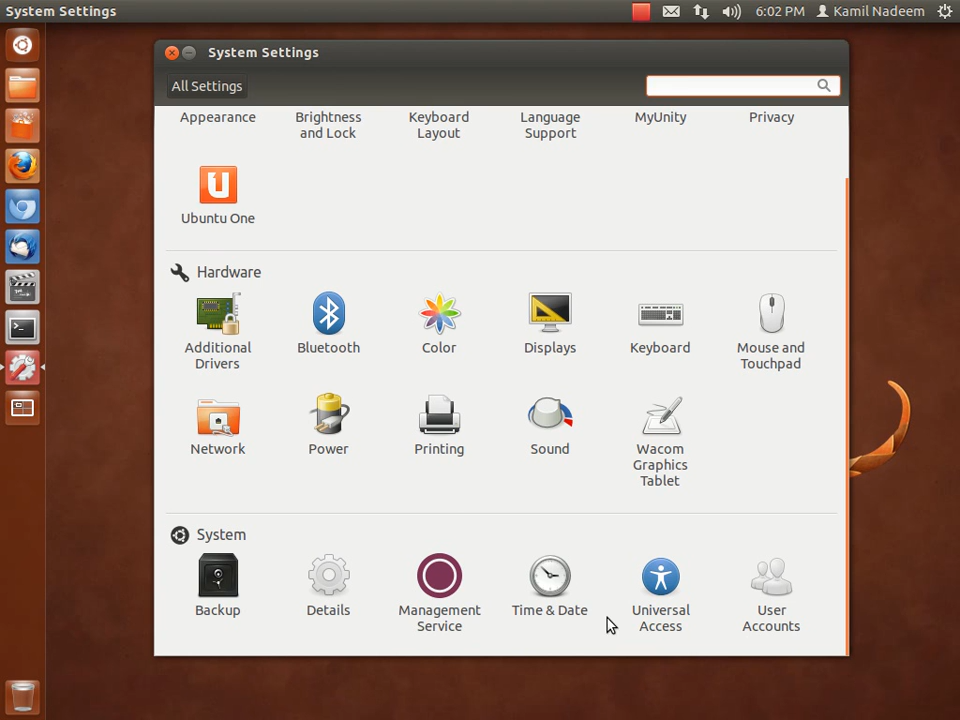 System Settings
6:02 PM
Kamil Nadeem
System Settings
All Settings
Appearance
Brightness
and Lock
Keyboard
Layout
Language
Support
MyUnity
Privacy
Ubuntu One
Hardware
Additional
Drivers
Bluetooth
Color
Displays
Keyboard
Mouse and
Touchpad
Network
Power
Printing
Sound
Wacom
Graphics
Tablet
System
Backup
Details
Management
Service
Time & Date
Universal
Access
User
Accounts